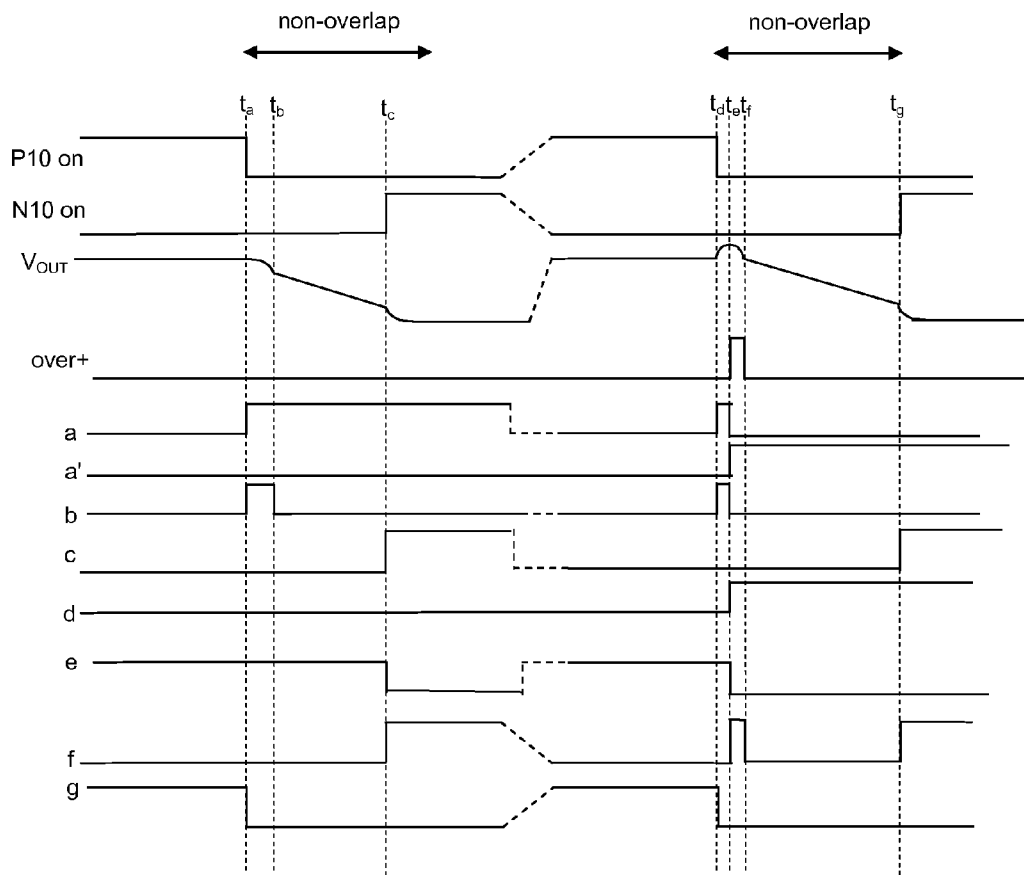 non-overlap non-overlap
ta tb tc td te tf tg
P10 on
N10 on
VOUT
over+
a
a'
b
c
d
e
f
g